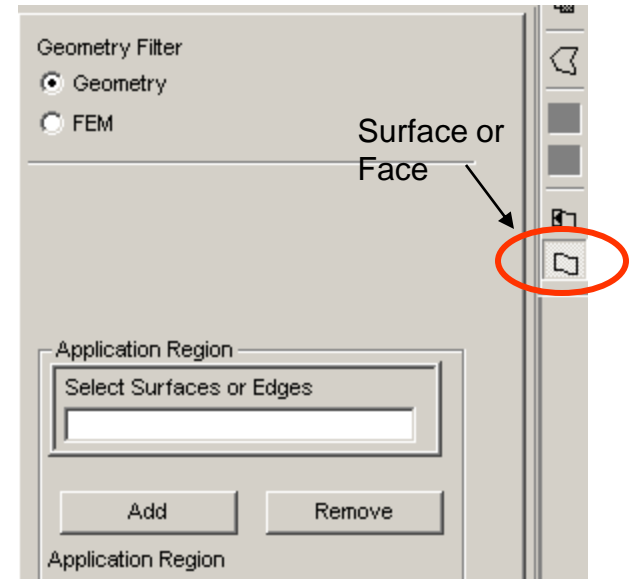 Geometry Filter
Geometry
FEM
Surface or
Face
Application Region
Select Surfaces or Edges
Add
Remove
Application Region